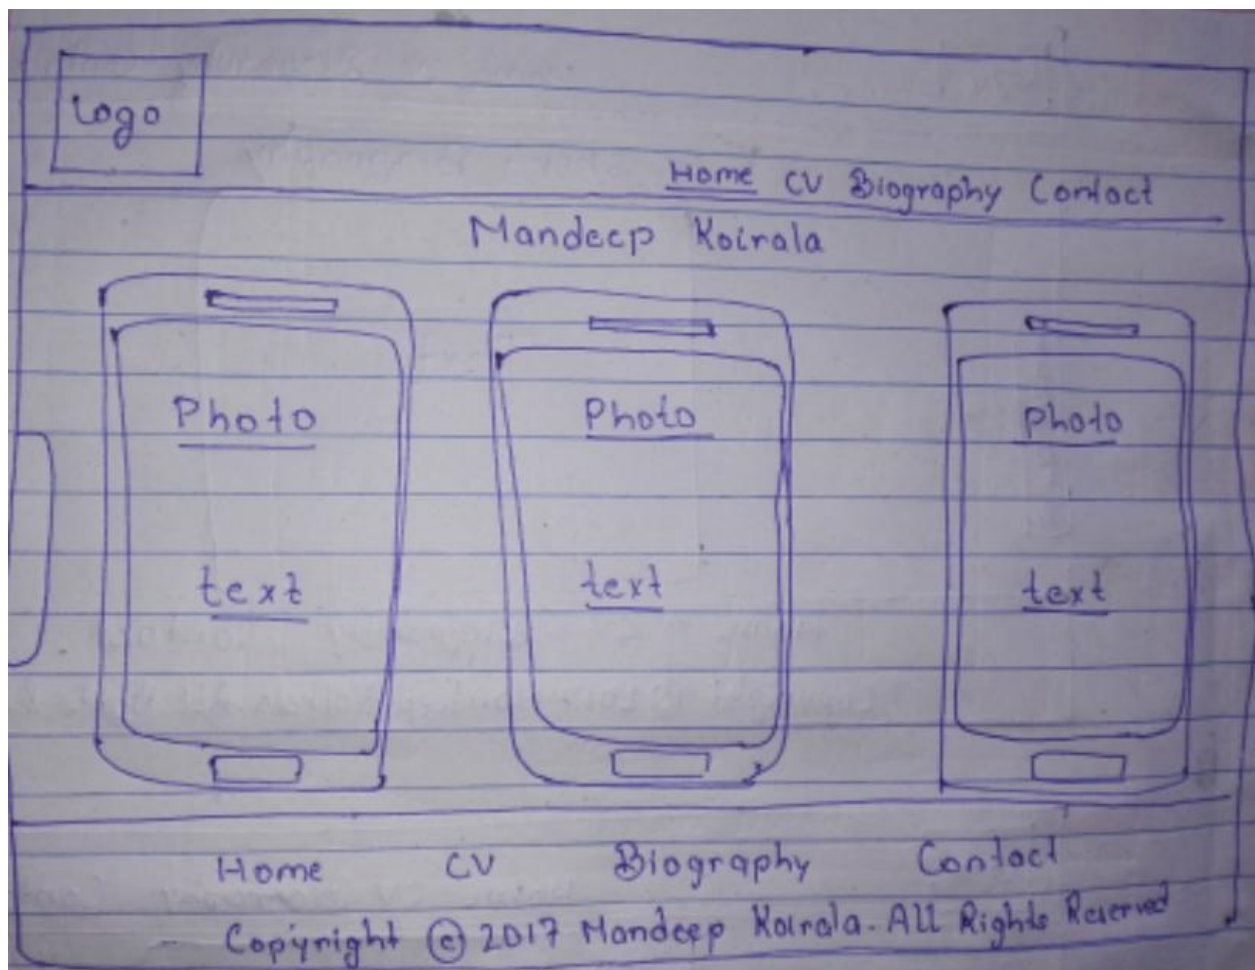 Logo
Home CV Biography Contact
Mandeep Koirala
Photo Photo Photo
text text text
Home CV Biography Contact
Copyright © 2017 Mandeep Koirala. All Rights Reserved